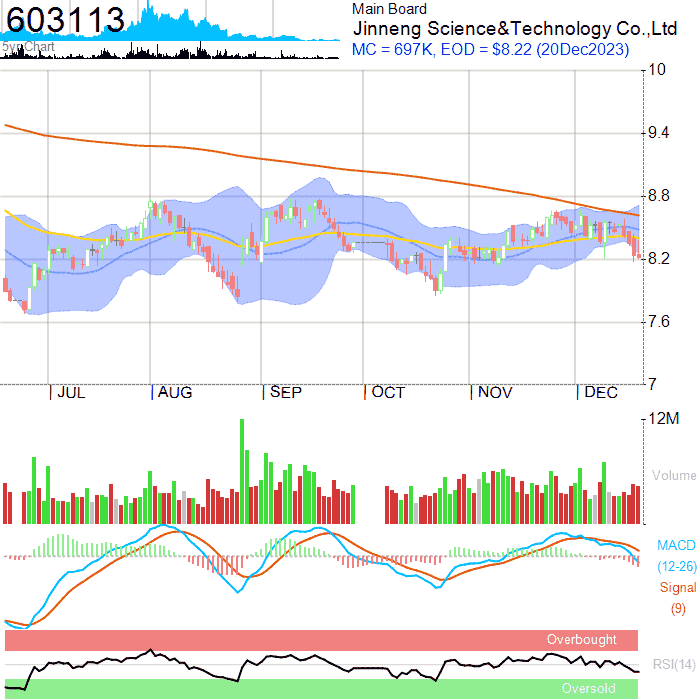 603113
5yr Chart
Main Board
Jinneng Science&Technology Co.,Ltd
MC = 697K, EOD = $8.22 (20Dec2023)
10
9.4
8.8
8.2
7.6
7
JUL
AUG
SEP
OCT
NOV
DEC
12M
Volume
MACD
(12-26)
Signal
(9)
Overbought
RSI(14)
Oversold